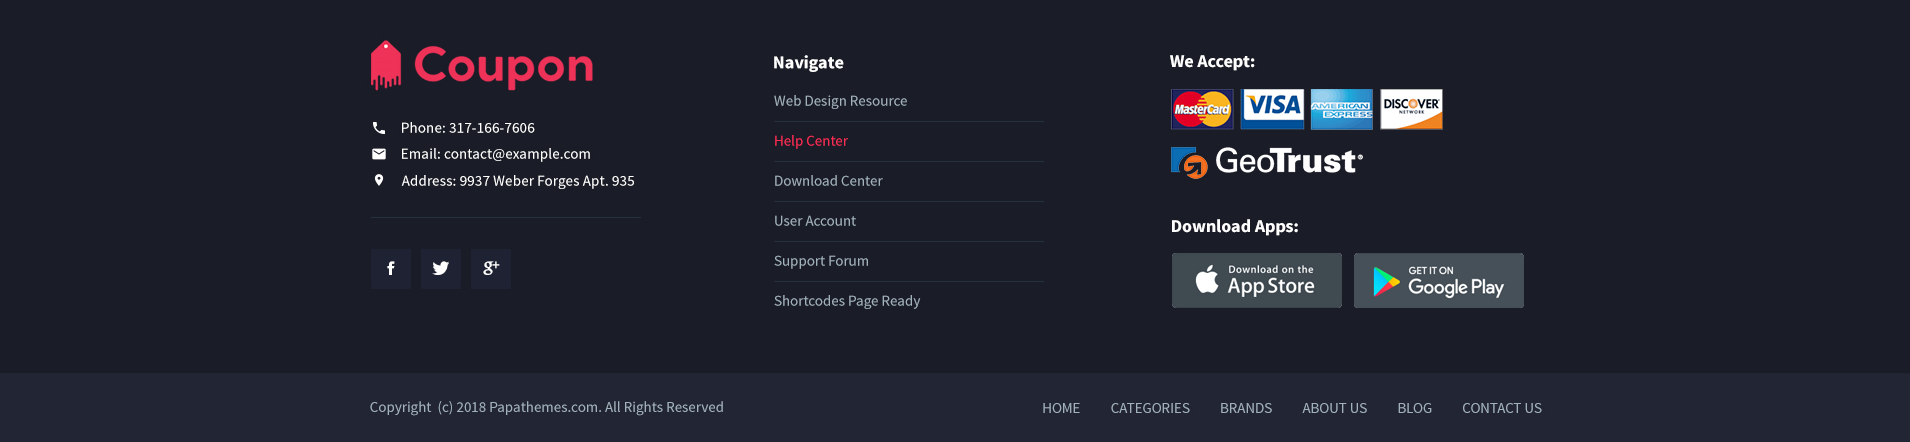 Coupon
Phone: 317-166-7606
Email: contact@example.com
Address: 9937 Weber Forges Apt. 935
f
g+
Navigate
Web Design Resource
Help Center
Download Center
User Account
Support Forum
Shortcodes Page Ready
We Accept:
MasterCard
VISA
AMERICAN
EXPRESS
DISCOVER
NETWORK
GeoTrust®
Download Apps:
Download on the
App Store
GET IT ON
Google Play
Copyright (c) 2018 Papathemes.com. All Rights Reserved
HOME CATEGORIES BRANDS ABOUT US BLOG CONTACT US